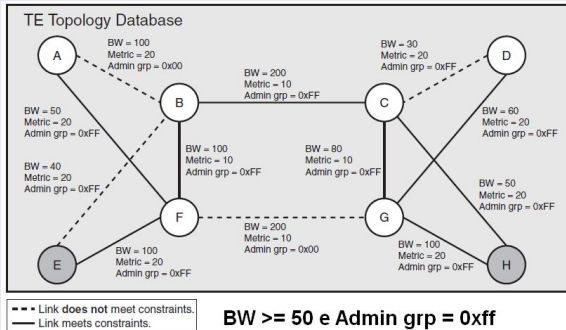 TE Topology Database
A
BW = 100
Metric = 20
Admin grp = 0x00
BW = 200
Metric = 10
Admin grp = 0xFF
BW = 30
Metric = 20
Admin grp = 0xFF
D
B
C
BW = 50
Metric = 20
Admin grp = 0xFF
BW = 60
Metric = 20
Admin grp = 0xFF
BW = 40
Metric = 20
Admin grp = 0xFF
BW = 100
Metric = 10
Admin grp = 0xFF
BW = 80
Metric = 10
Admin grp = 0xFF
BW = 50
Metric = 20
Admin grp = 0xFF
F
G
BW = 200
Metric = 10
Admin grp = 0x00
E
BW = 100
Metric = 20
Admin grp = 0xFF
BW = 100
Metric = 20
Admin grp = 0xFF
H
Link does not meet constraints.
Link meets constraints.
BW >= 50 e Admin grp = 0xff